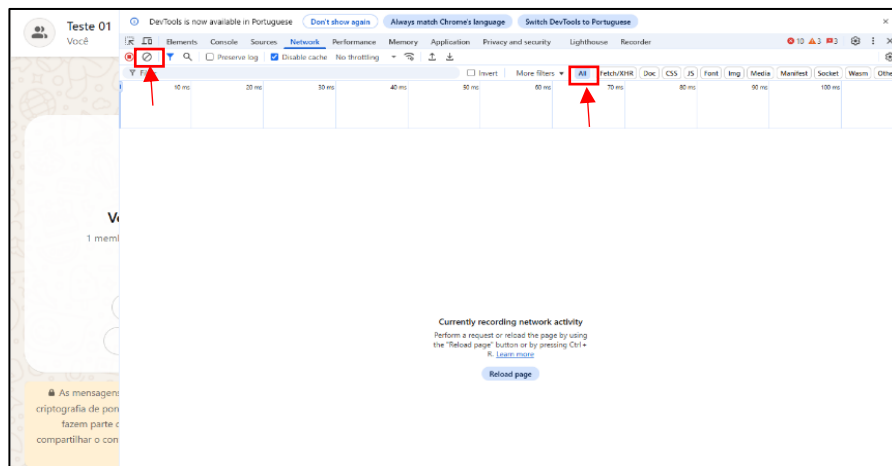 Teste 01
Você
DevTools is now available in Portuguese Don't show again Always match Chrome's language Switch DevTools to Portuguese
Elements Console Sources Network Performance Memory Application Privacy and security Lighthouse Recorder 10 3 3
Preserve log Disable cache No throttling
Invert More filters All Fetch/XHR Doc CSS JS Font Img Media Manifest Socket Wasm Othe
10 ms 20 ms 30 ms 40 ms 50 ms 60 ms 70 ms 80 ms 90 ms 100 ms
1 mem
Currently recording network activity
Perform a request or reload the page by using
the "Reload page" button or by pressing Ctrl +
R. Learn more
Reload page
As mensagens
criptografia de pon
fazem parte
compartilhar o con